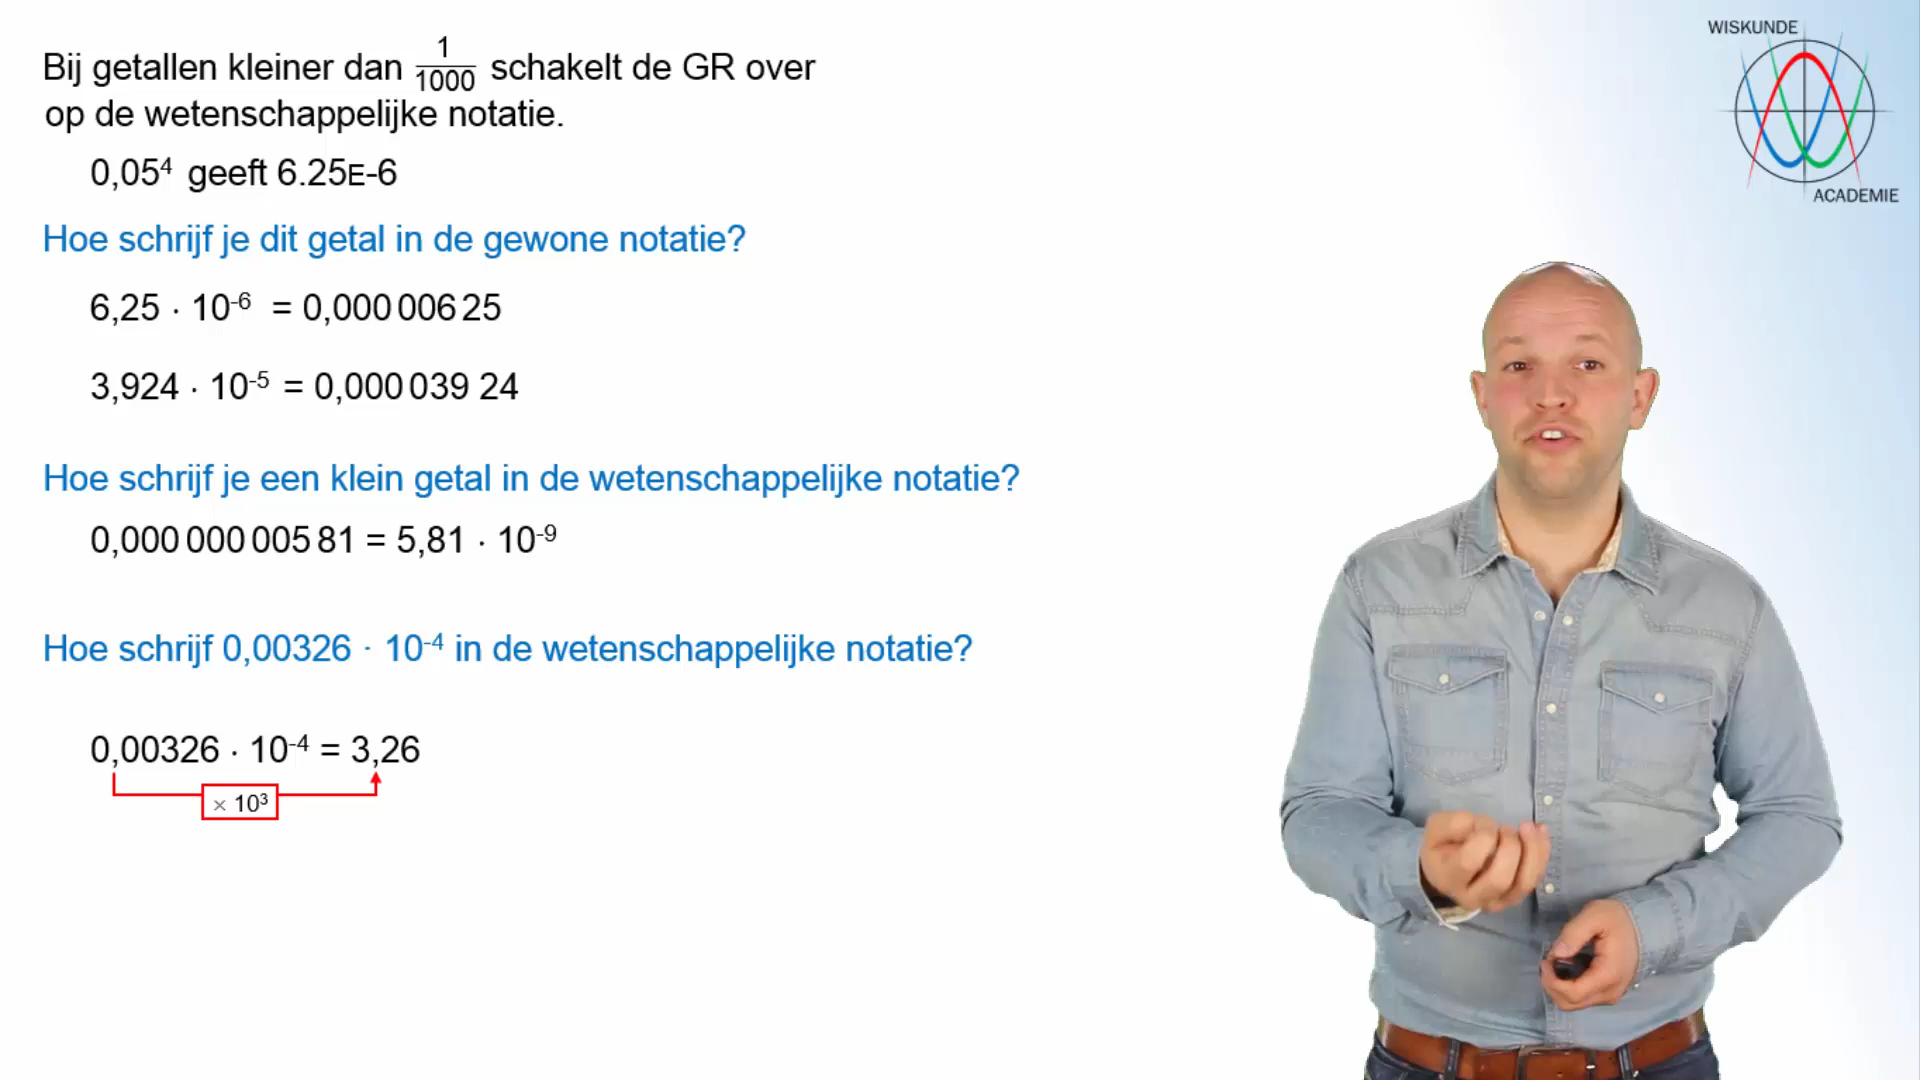 Bij getallen kleiner dan 1/1000 schakelt de GR over
op de wetenschappelijke notatie.
0,05⁴ geeft 6.25E-6
Hoe schrijf je dit getal in de gewone notatie?
6,25 · 10⁻⁶ = 0,000 006 25
3,924 · 10⁻⁵ = 0,000 039 24
Hoe schrijf je een klein getal in de wetenschappelijke notatie?
0,000 000 005 81 = 5,81 · 10⁻⁹
Hoe schrijf 0,00326 · 10⁻⁴ in de wetenschappelijke notatie?
0,00326 · 10⁻⁴ = 3,26
× 10³
WISKUNDE
ACADEMIE